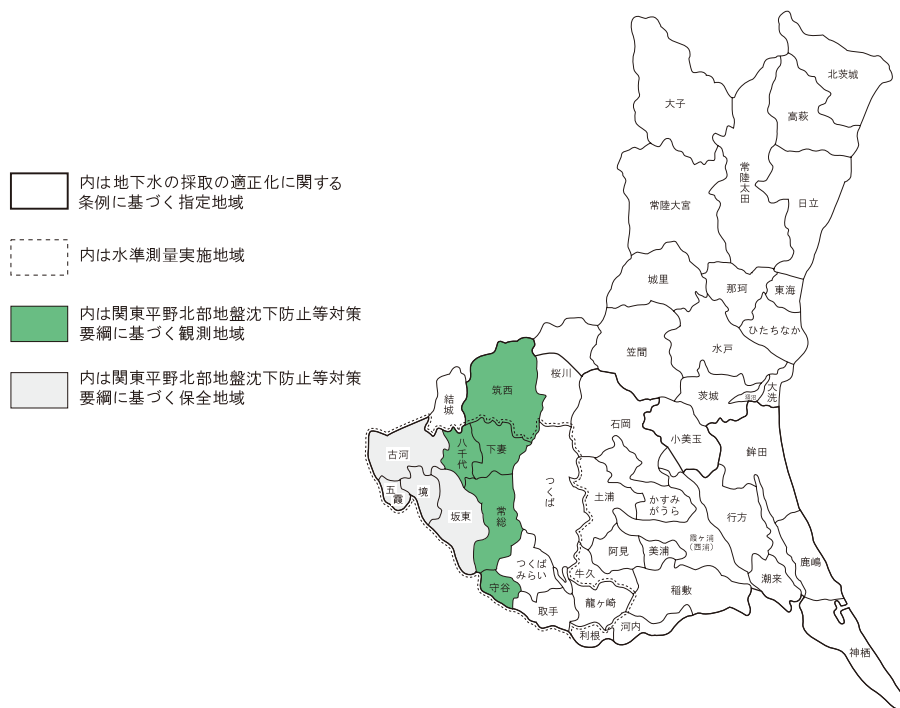 内は地下水の採取の適正化に関する
条例に基づく指定地域
内は水準測量実施地域
内は関東平野北部地盤沈下防止等対策
要綱に基づく観測地域
内は関東平野北部地盤沈下防止等対策
要綱に基づく保全地域
北茨城
大子
高萩
常陸太田
日立
常陸大宮
城里
那珂
東海
ひたちなか
水戸
笠間
桜川
筑西
結城
茨城
大洗
石岡
小美玉
鉾田
古河
八千代
下妻
五霞
境
坂東
常総
つくば
土浦
かすみ
がうら
行方
霞ヶ浦
（西浦）
阿見
美浦
鹿嶋
潮来
つくば
みらい
牛久
稲敷
守谷
取手
龍ヶ崎
利根
河内
神栖